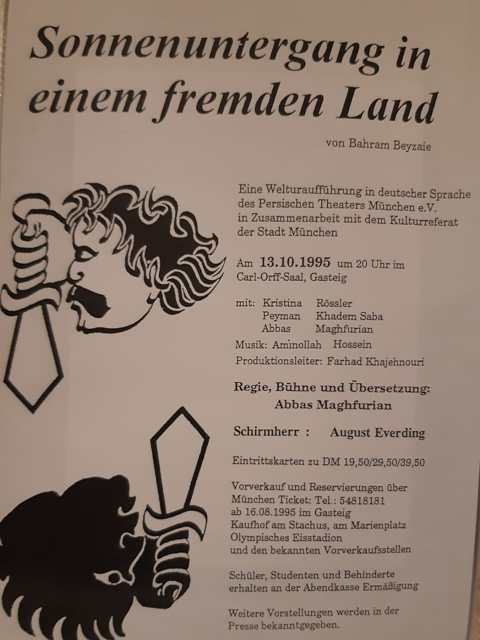 Sonnenuntergang in
einem fremden Land
von Bahram Beyzaie
Eine Welturaufführung in deutscher Sprache
des Persischen Theaters München e.V.
in Zusammenarbeit mit dem Kulturreferat
der Stadt München
Am 13.10.1995 um 20 Uhr im
Carl-Orff-Saal, Gasteig
mit: Kristina Rössler
Peyman Khadem Saba
Abbas Maghfurian
Musik: Aminollah Hossein
Produktionsleiter: Farhad Khajehnouri
Regie, Bühne und Übersetzung:
Abbas Maghfurian
Schirmherr : August Everding
Eintrittskarten zu DM 19,50/29,50/39,50
Vorverkauf und Reservierungen über
München Ticket: Tel.: 54818181
ab 16.08.1995 im Gasteig
Kaufhof am Stachus, am Marienplatz
Olympisches Eisstadion
und den bekannten Vorverkaufsstellen
Schüler, Studenten und Behinderte
erhalten an der Abendkasse Ermäßigung
Weitere Vorstellungen werden in der
Presse bekanntgegeben.